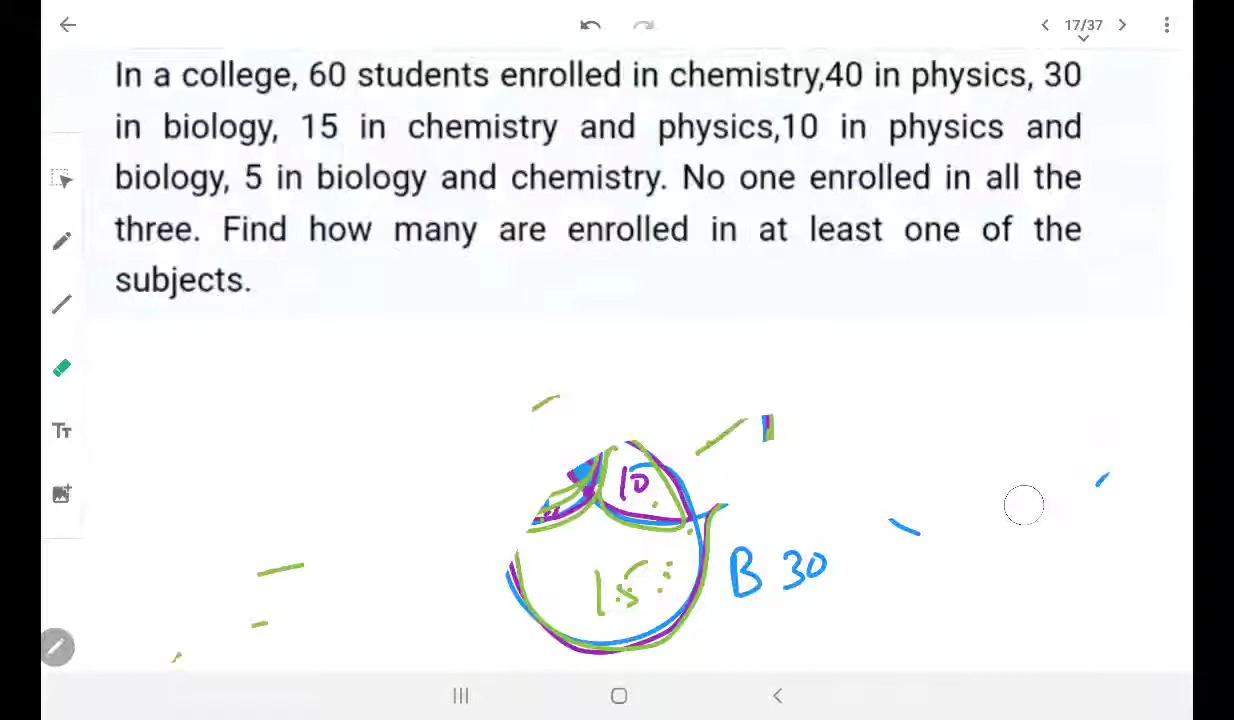 17/37
In a college, 60 students enrolled in chemistry,40 in physics, 30
in biology, 15 in chemistry and physics,10 in physics and
biology, 5 in biology and chemistry. No one enrolled in all the
three. Find how many are enrolled in at least one of the
subjects.
TT
10
B 30
15